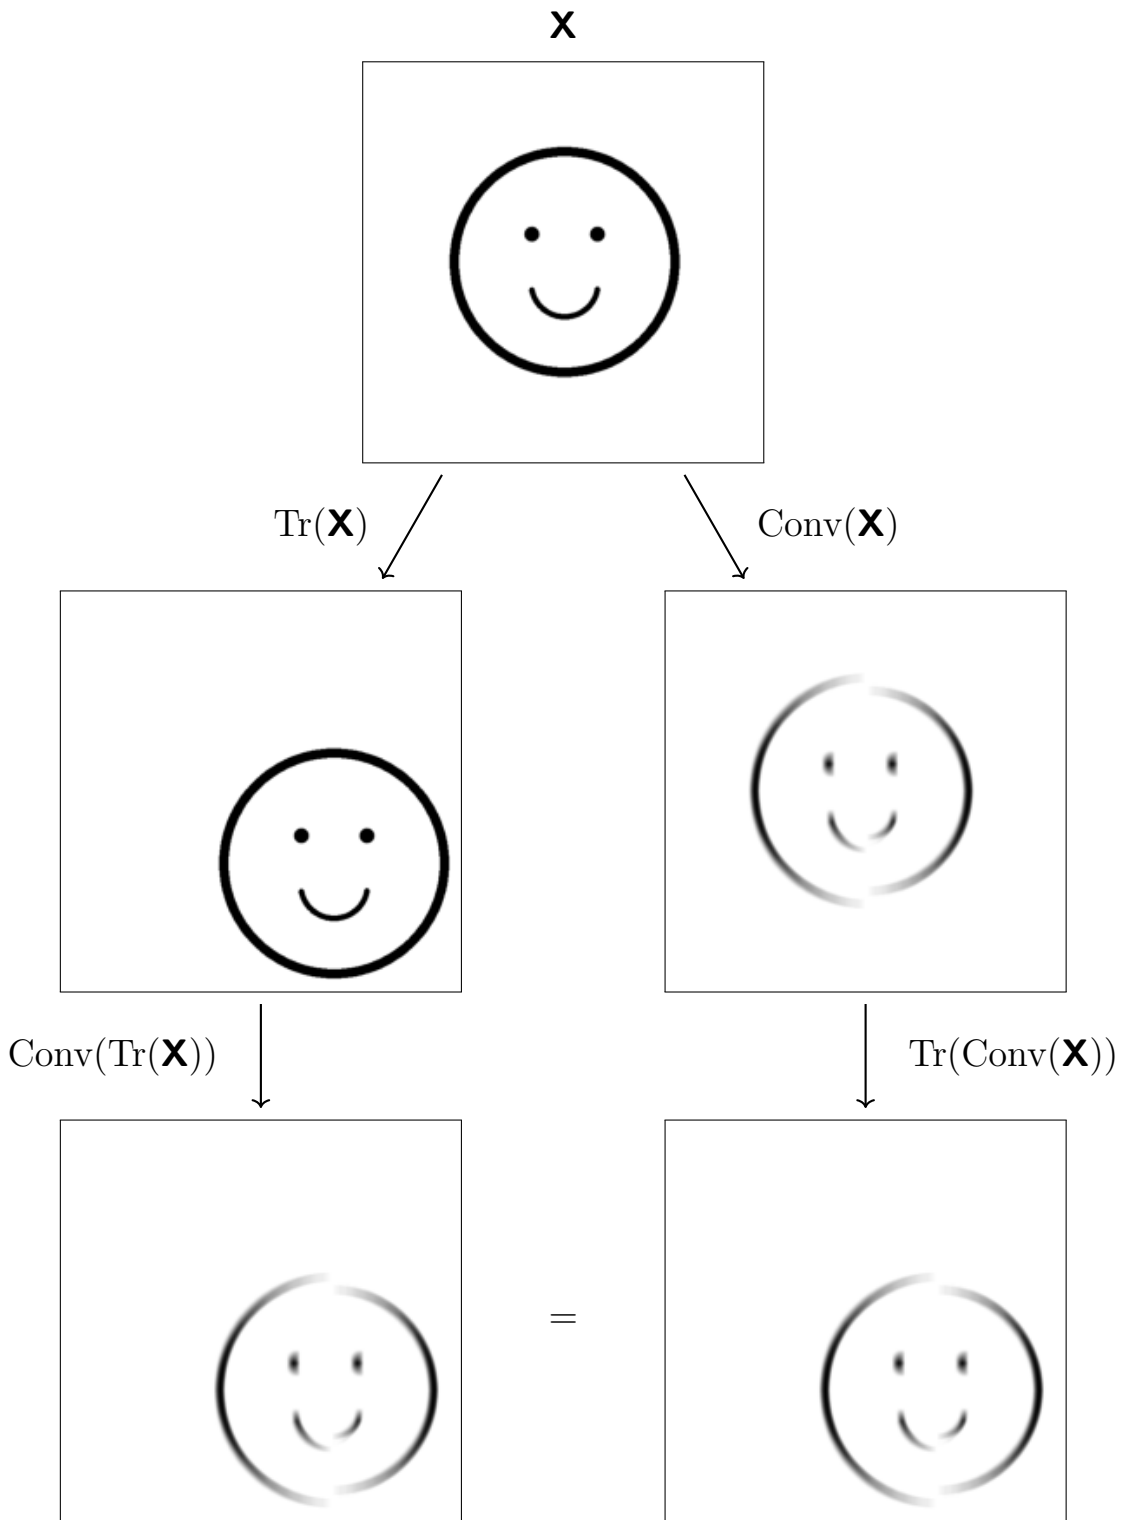 X
Tr(X)
Conv(X)
Conv(Tr(X))
Tr(Conv(X))
=